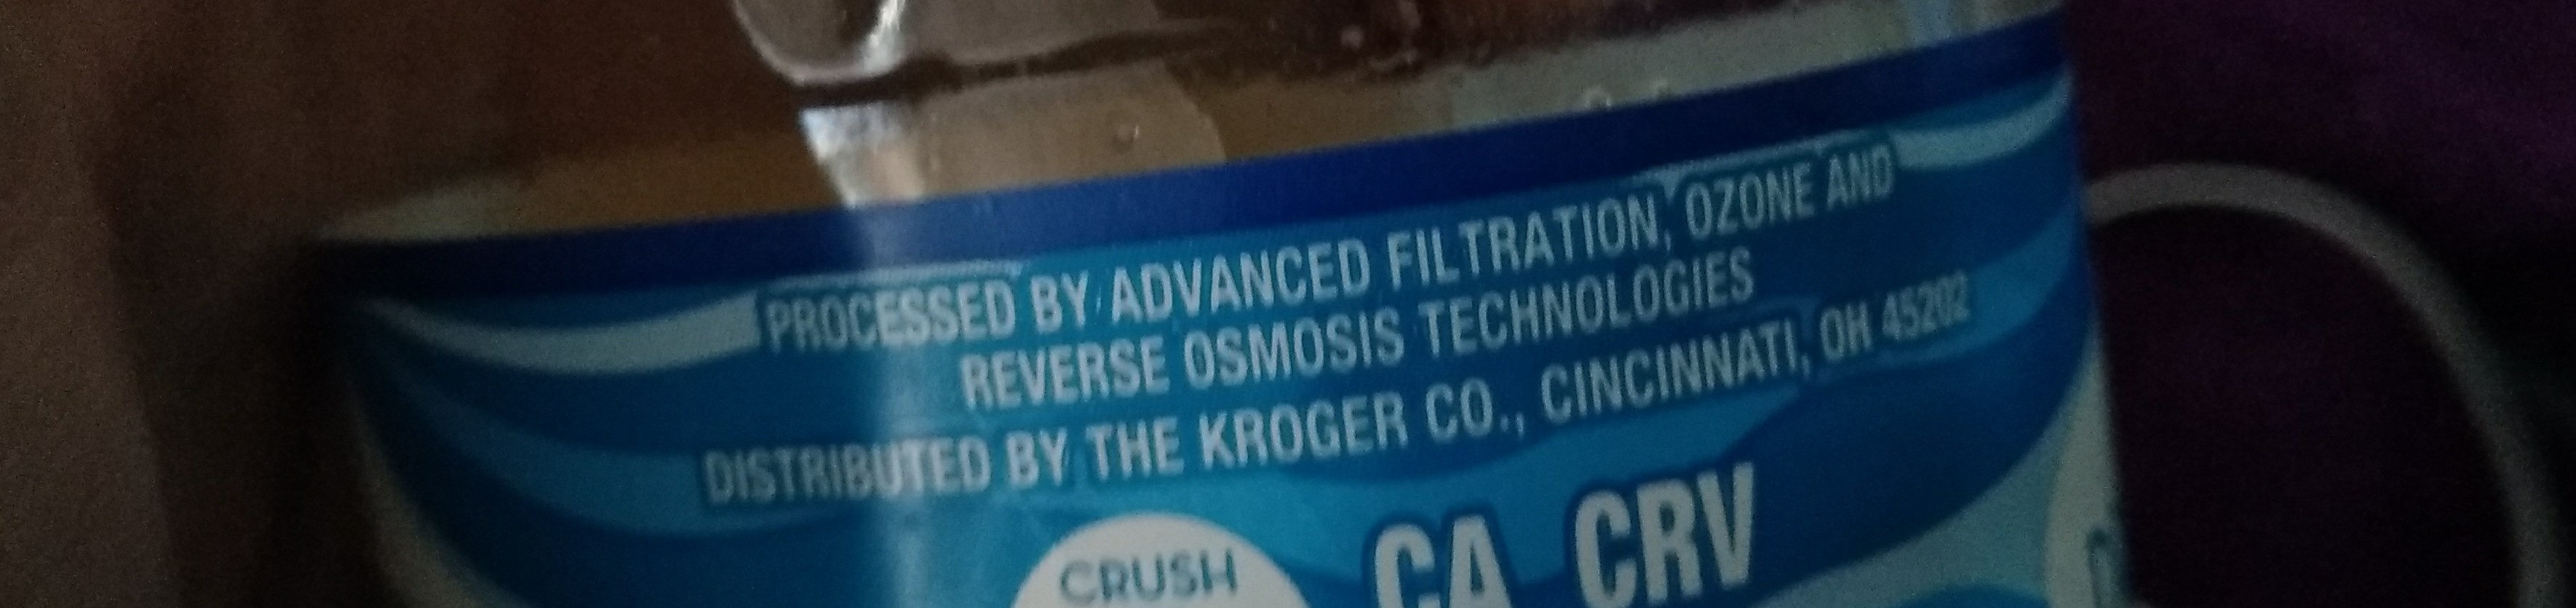 PROCESSED BY ADVANCED FILTRATION, OZONE AND
REVERSE OSMOSIS TECHNOLOGIES
DISTRIBUTED BY THE KROGER CO., CINCINNATI, OH 45202
CRUSH
CA CRV